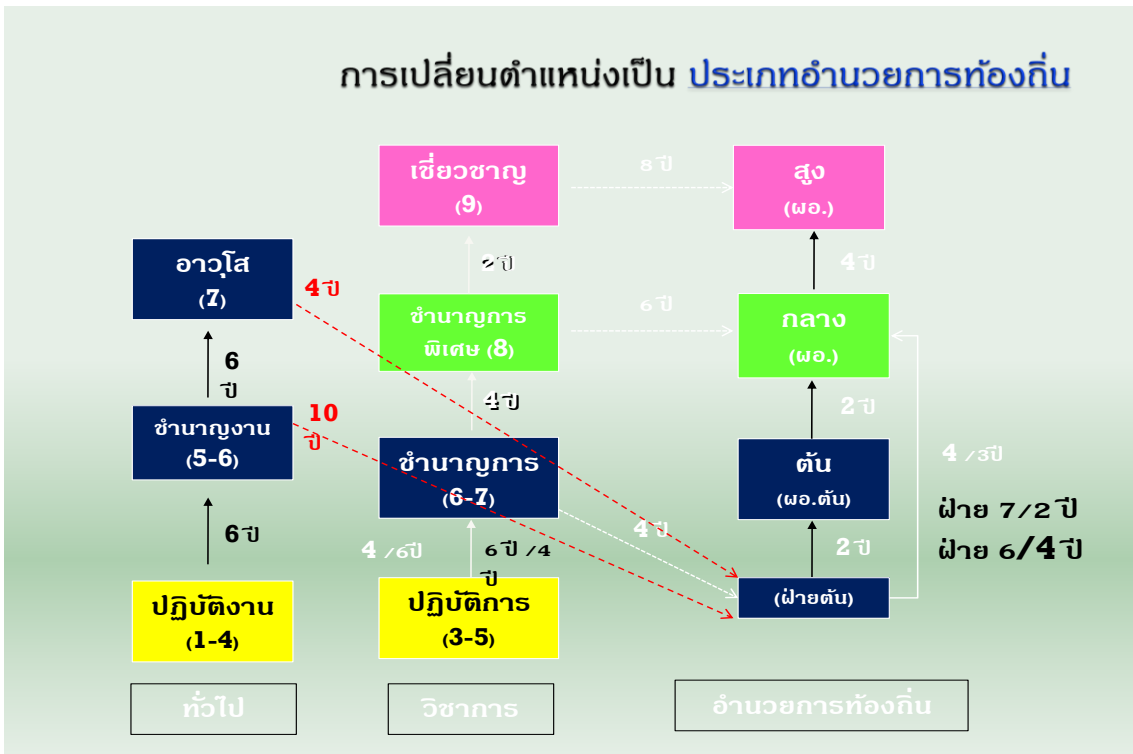 การเปลี่ยนตำแหน่งเป็น ประเภทอำนวยการท้องถิ่น
เชี่ยวชาญ
(9)
8 ปี
สูง
(ผอ.)
อาวุโส
(7)
4 ปี
2 ปี
4 ปี
ชำนาญการ
พิเศษ (8)
6 ปี
กลาง
(ผอ.)
6
ปี
10
ปี
4 ปี
2 ปี
ชำนาญงาน
(5-6)
ชำนาญการ
(6-7)
ต้น
(ผอ.ต้น)
4 /3ปี
ฝ่าย 7/2 ปี
ฝ่าย 6/4 ปี
6 ปี
4 /6ปี
6 ปี /4
ปี
4 ปี
2 ปี
ปฏิบัติงาน
(1-4)
ปฏิบัติการ
(3-5)
(ฝ่ายต้น)
ทั่วไป
วิชาการ
อำนวยการท้องถิ่น